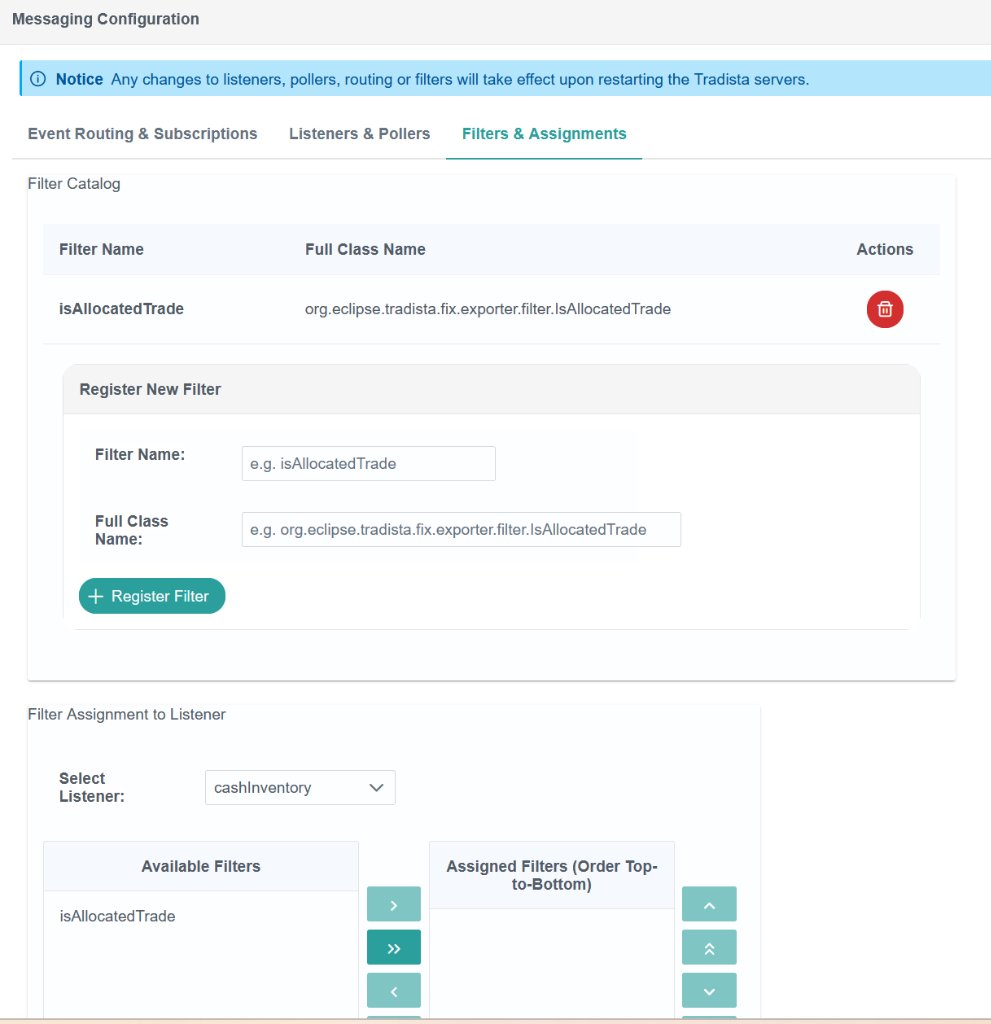 Messaging Configuration
Notice Any changes to listeners, pollers, routing or filters will take effect upon restarting the Tradista servers.
Event Routing & Subscriptions Listeners & Pollers Filters & Assignments
Filter Catalog
Filter Name Full Class Name Actions
isAllocatedTrade org.eclipse.tradista.fix.exporter.filter.IsAllocatedTrade
Register New Filter
Filter Name: e.g. isAllocatedTrade
Full Class
Name:
e.g. org.eclipse.tradista.fix.exporter.filter.IsAllocatedTrade
Register Filter
Filter Assignment to Listener
Select
Listener:
cashInventory
Available Filters
isAllocatedTrade
Assigned Filters (Order Top-
to-Bottom)